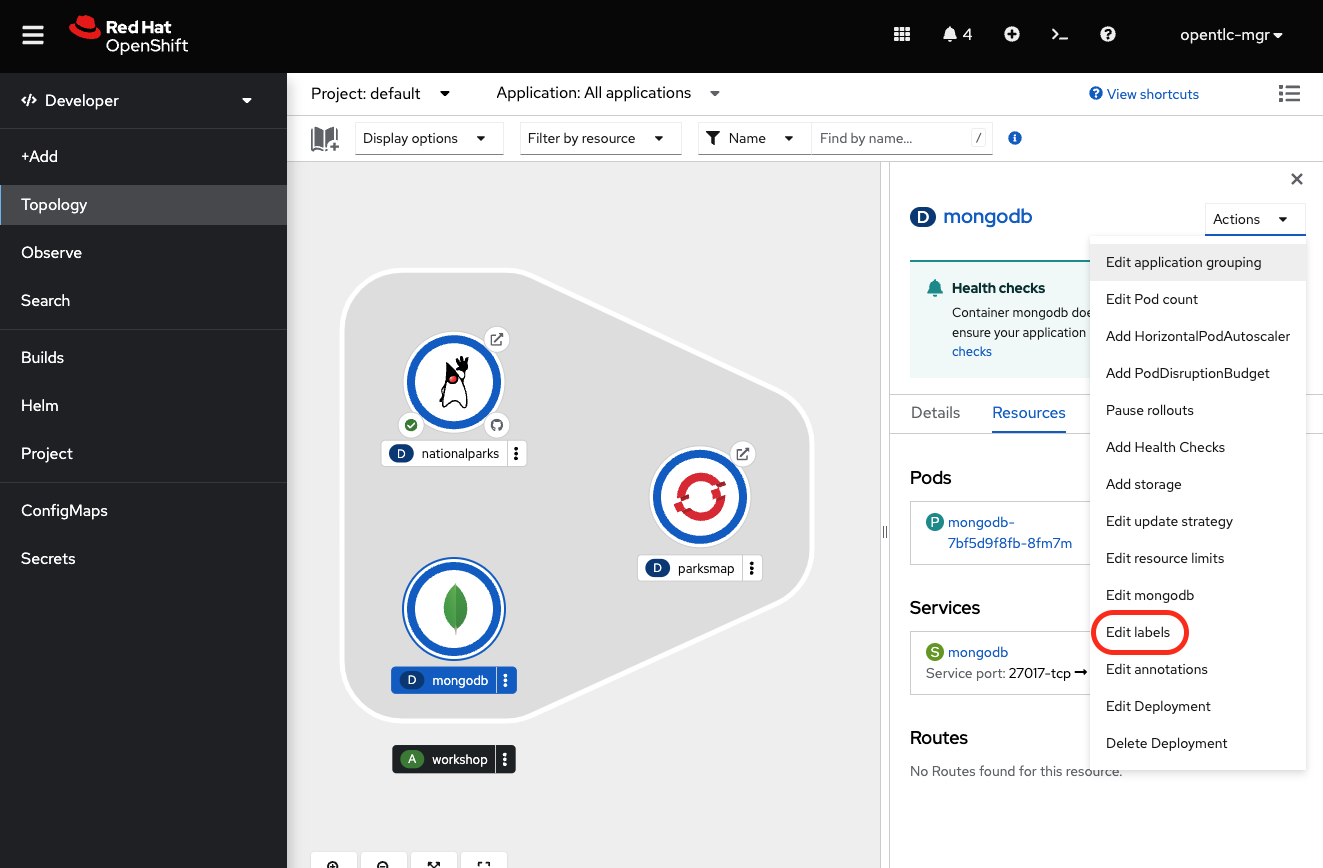 Red Hat
OpenShift
4
opentlc-mgr
Developer
+Add
Topology
Observe
Search
Builds
Helm
Project
ConfigMaps
Secrets
Project: default
Application: All applications
View shortcuts
Display options
Filter by resource
Name
Find by name...
/
D nationalparks
D parksmap
D mongodb
A workshop
D mongodb
Actions
Health checks
Container mongodb doe
ensure your application
checks
Details
Resources
Pods
P mongodb-
7bf5d9f8fb-8fm7m
Services
S mongodb
Service port: 27017-tcp →
Routes
No Routes found for this resource.
Edit application grouping
Edit Pod count
Add HorizontalPodAutoscaler
Add PodDisruptionBudget
Pause rollouts
Add Health Checks
Add storage
Edit update strategy
Edit resource limits
Edit mongodb
Edit labels
Edit annotations
Edit Deployment
Delete Deployment